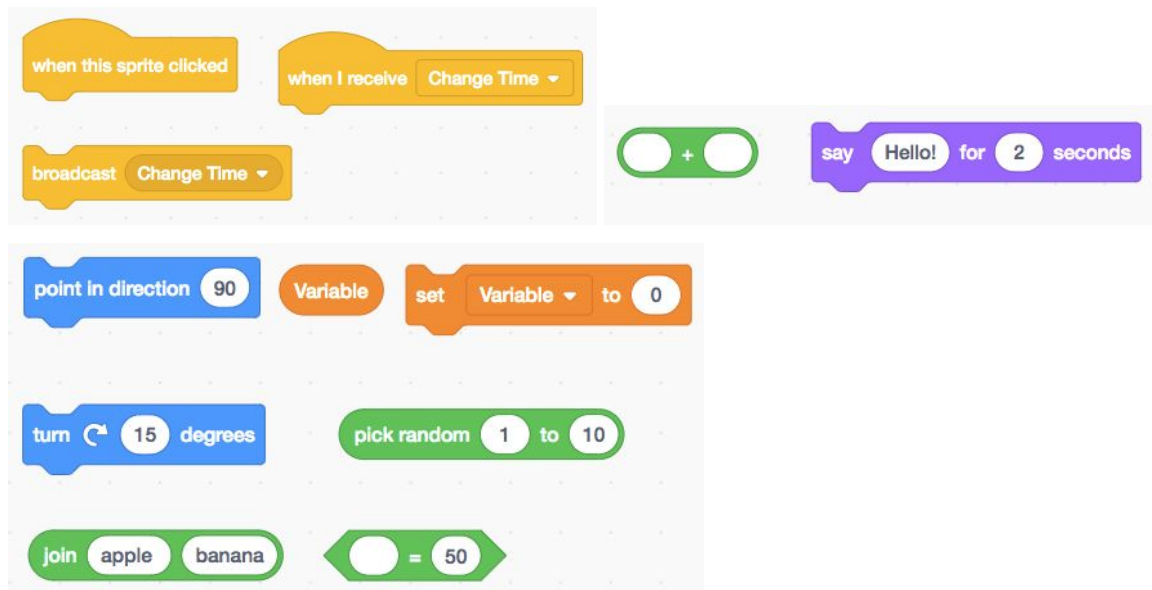 when this sprite clicked
when I receive Change Time
broadcast Change Time
+
say Hello! for 2 seconds
point in direction 90
Variable
set Variable to 0
turn 15 degrees
pick random 1 to 10
join apple banana
= 50